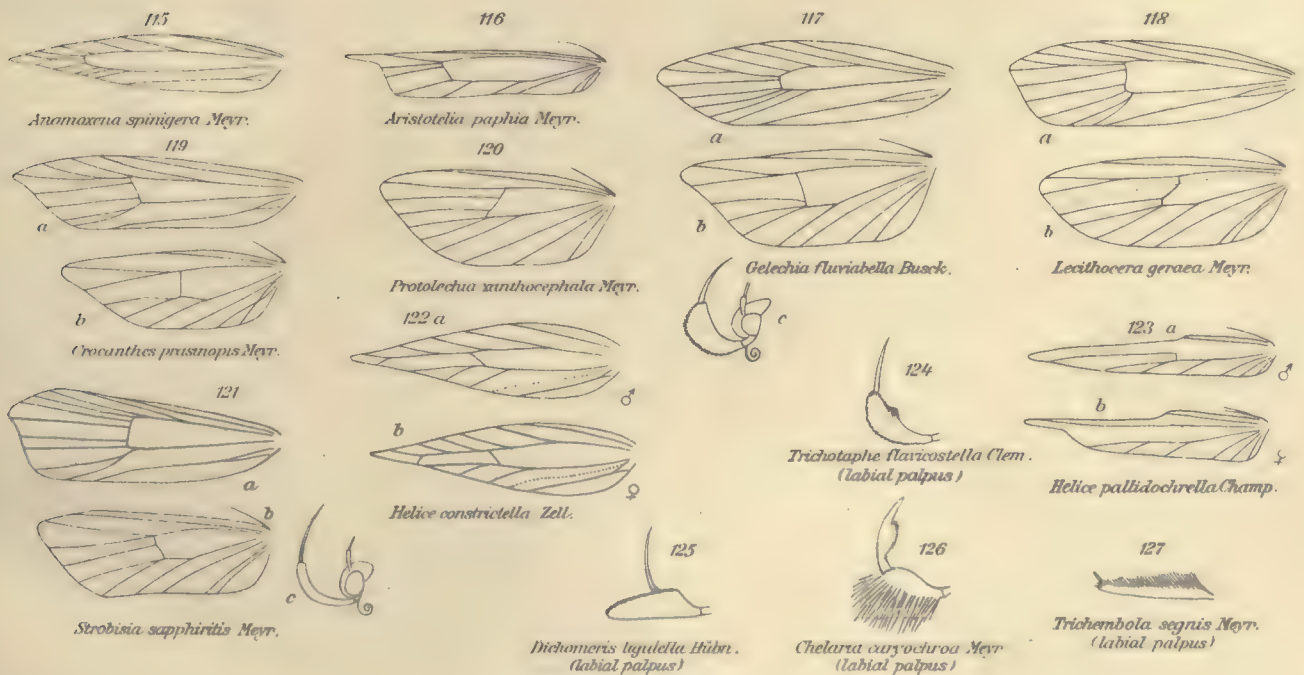 115
Anomoxena spinigera Meyr.
116
Aristotelia paphia Meyr.
117
a
b
Gelechia fluviabella Busck.
c
118
a
b
Lecithocera geraea Meyr.
119
a
b
Crocanthes prasinopis Meyr.
120
Protolechia xanthocephala Meyr.
121
a
b
c
Strobisia sapphiritis Meyr.
122 a
♂
b
♀
Helice constrictella Zell.
123 a
♂
b
♀
Helice pallidochrella Champ.
124
Trichotaphe flavicostella Clem.
(labial palpus)
125
Dichomeris ligulella Hübn.
(labial palpus)
126
Chelaria caryochroa Meyr
(labial palpus)
127
Trichembola segnis Meyr.
(labial palpus)